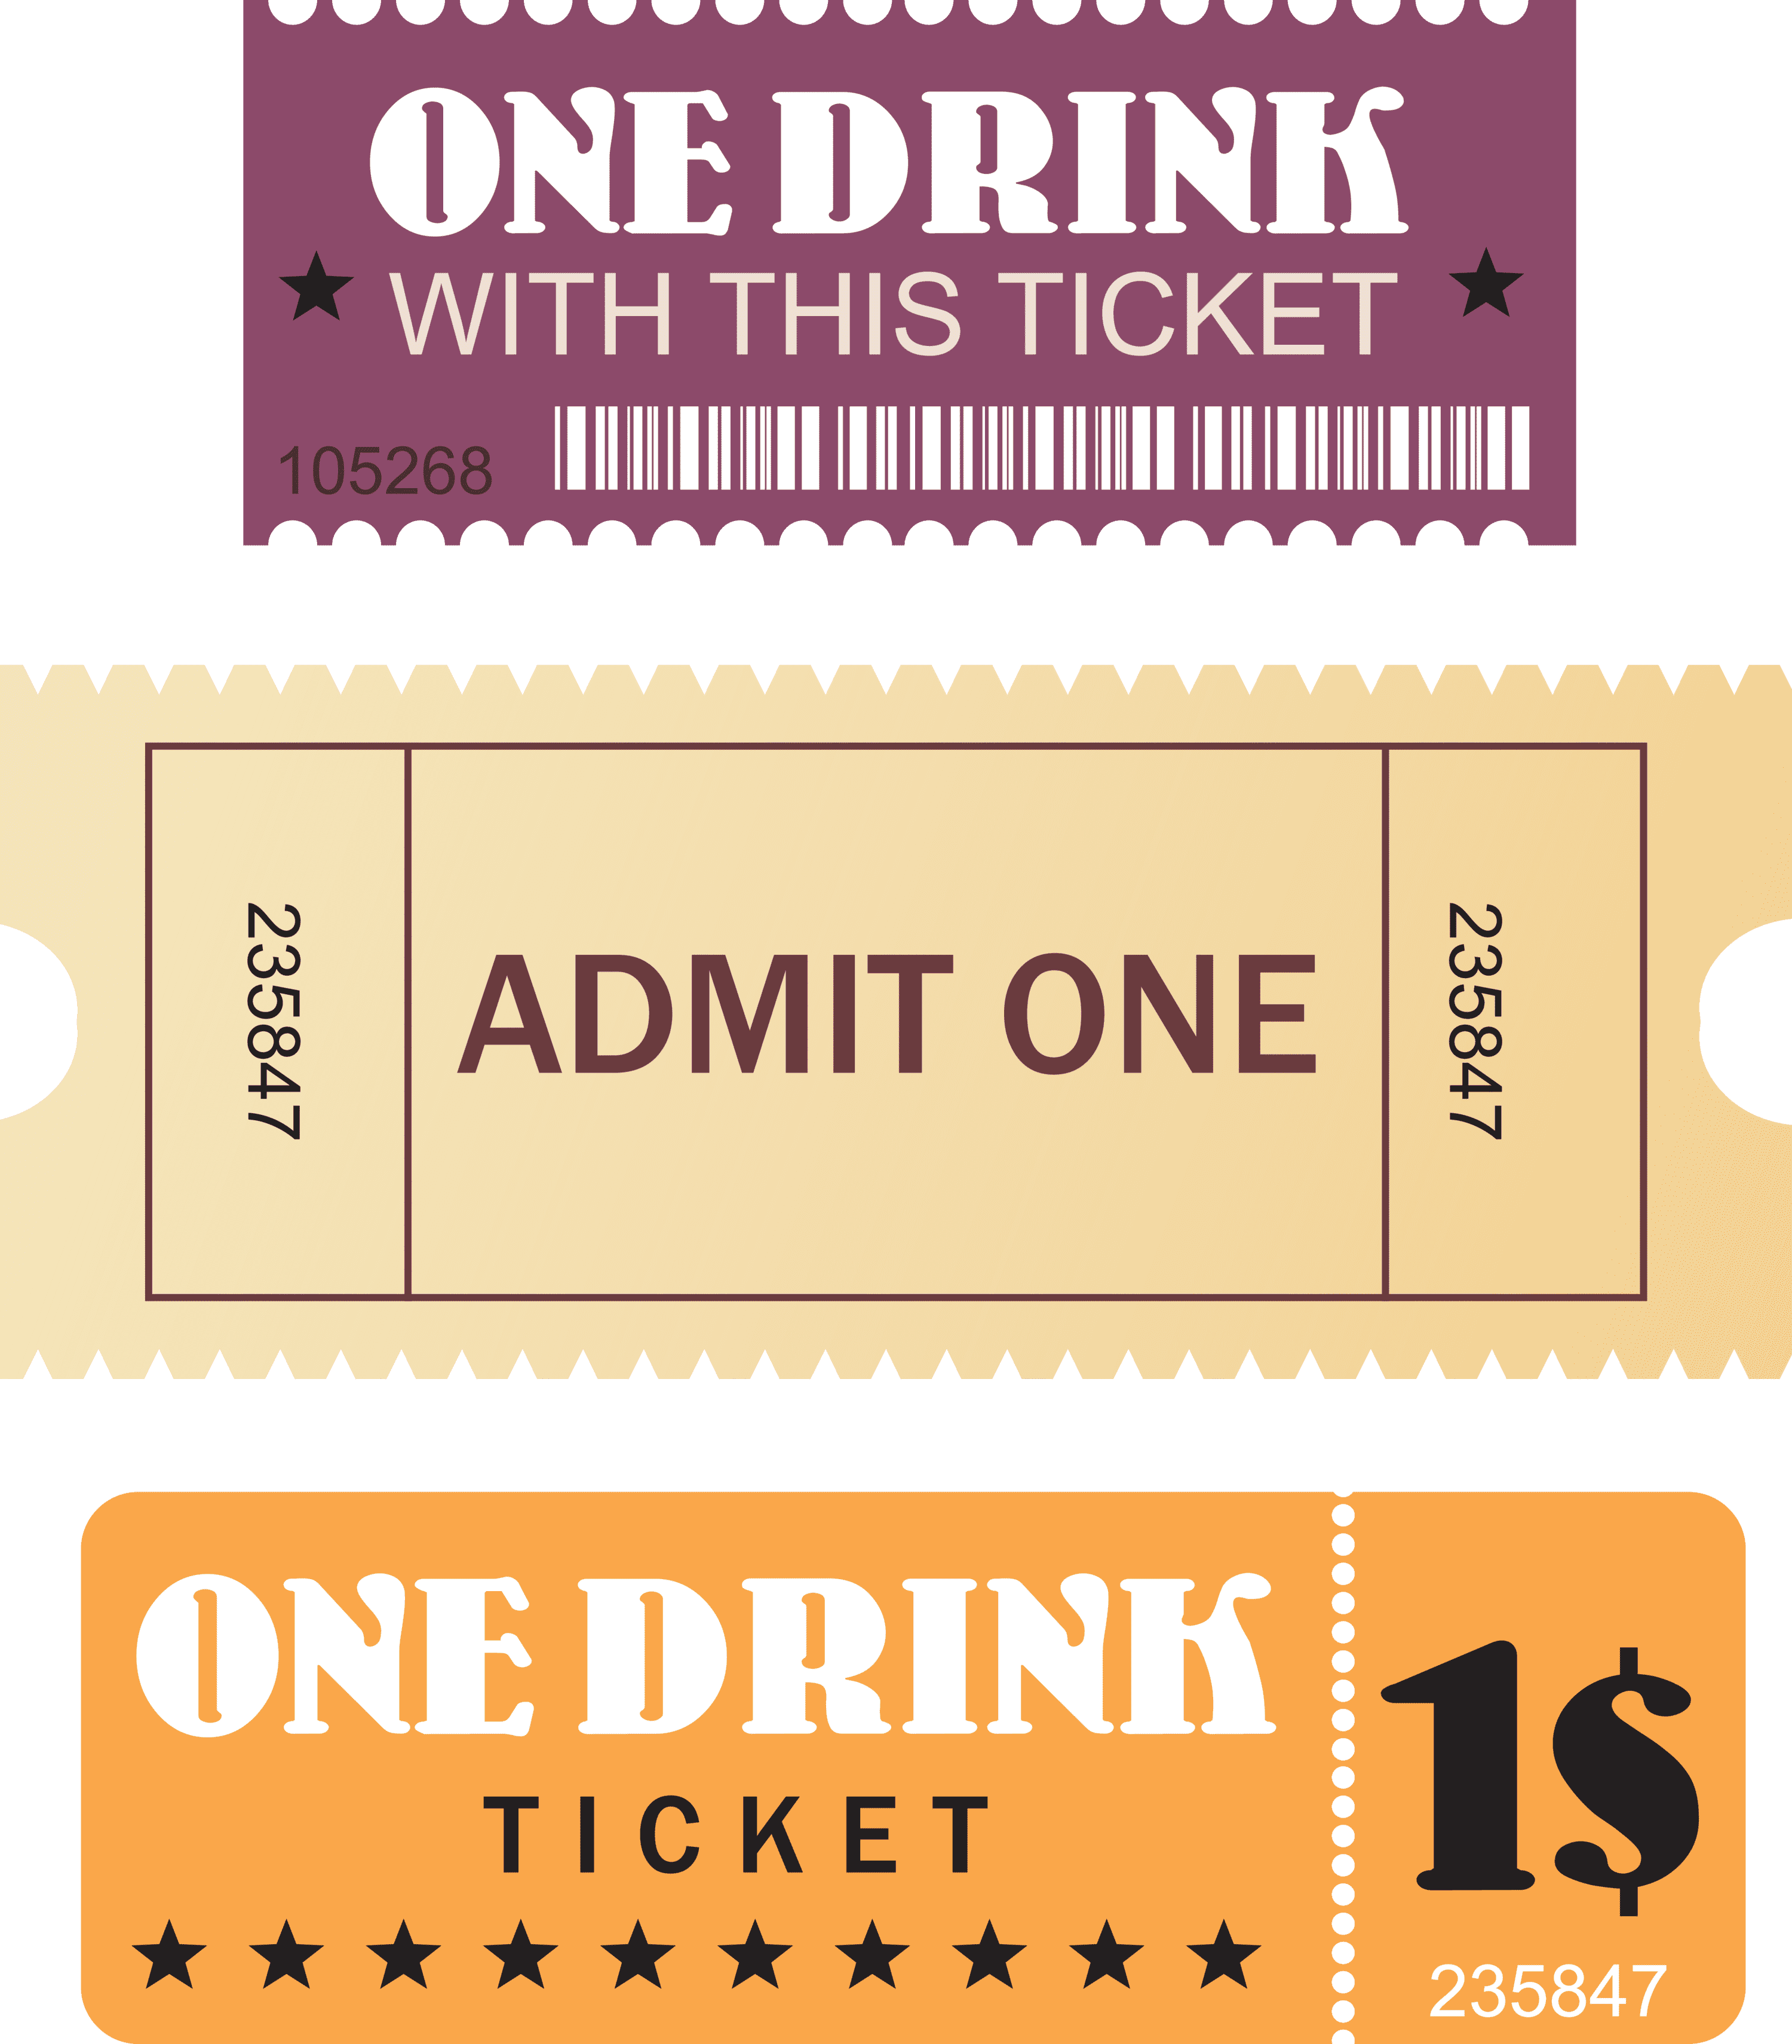 ONE DRINK
WITH THIS TICKET
105268
235847
ADMIT ONE
235847
ONE DRINK
TICKET
1$
235847